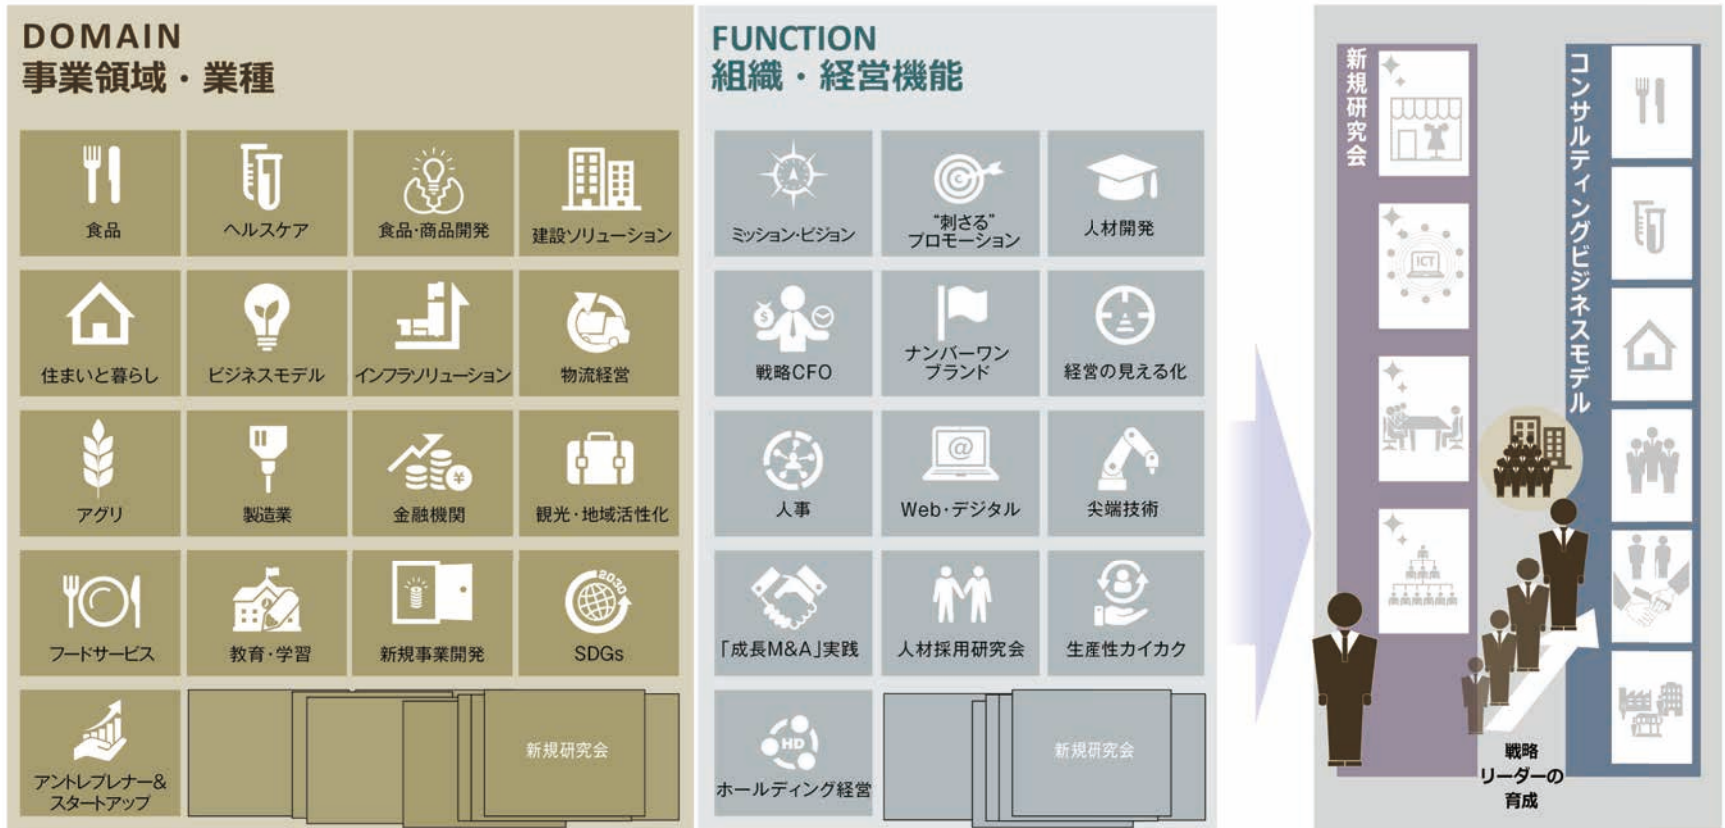 DOMAIN
事業領域・業種
食品
ヘルスケア
食品・商品開発
建設ソリューション
住まいと暮らし
ビジネスモデル
インフラソリューション
物流経営
アグリ
製造業
¥
金融機関
観光・地域活性化
フードサービス
教育・学習
新規事業開発
2030
SDGs
アントレプレナー&
スタートアップ
新規研究会
FUNCTION
組織・経営機能
ミッション・ビジョン
“刺さる”
プロモーション
人材開発
$
戦略CFO
ナンバーワン
ブランド
経営の見える化
人事
@
Web・デジタル
尖端技術
「成長M&A」実践
人材採用研究会
生産性カイカク
HD
ホールディング経営
新規研究会
新規研究会
ICT
コンサルティングビジネスモデル
戦略
リーダーの
育成